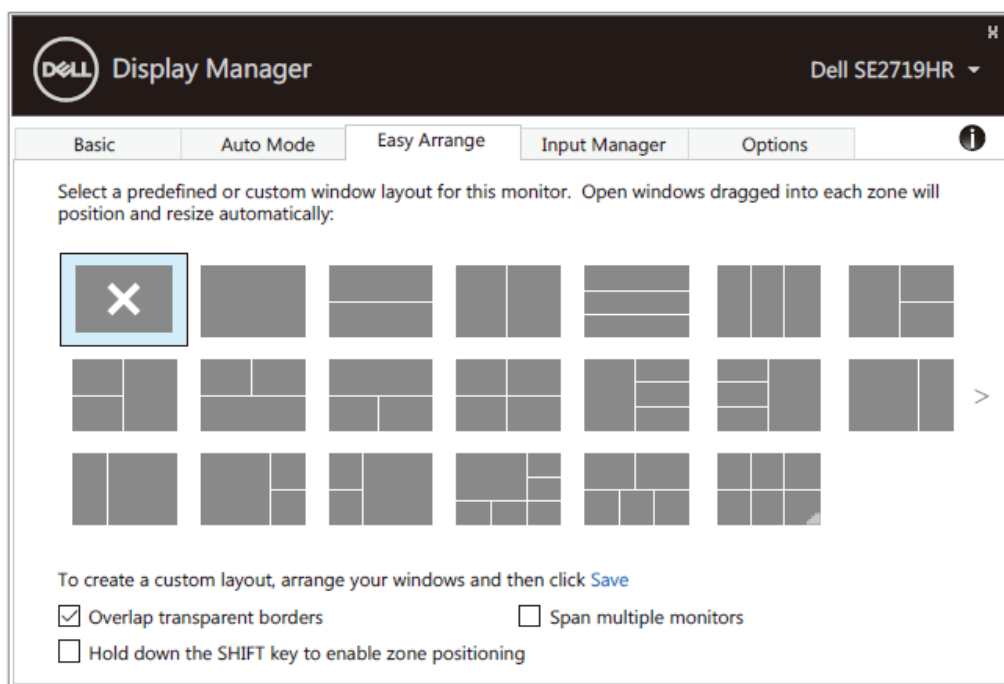 DELL Display Manager
Dell SE2719HR
Basic Auto Mode Easy Arrange Input Manager Options
Select a predefined or custom window layout for this monitor. Open windows dragged into each zone will
position and resize automatically:
>
To create a custom layout, arrange your windows and then click Save
Overlap transparent borders
Span multiple monitors
Hold down the SHIFT key to enable zone positioning